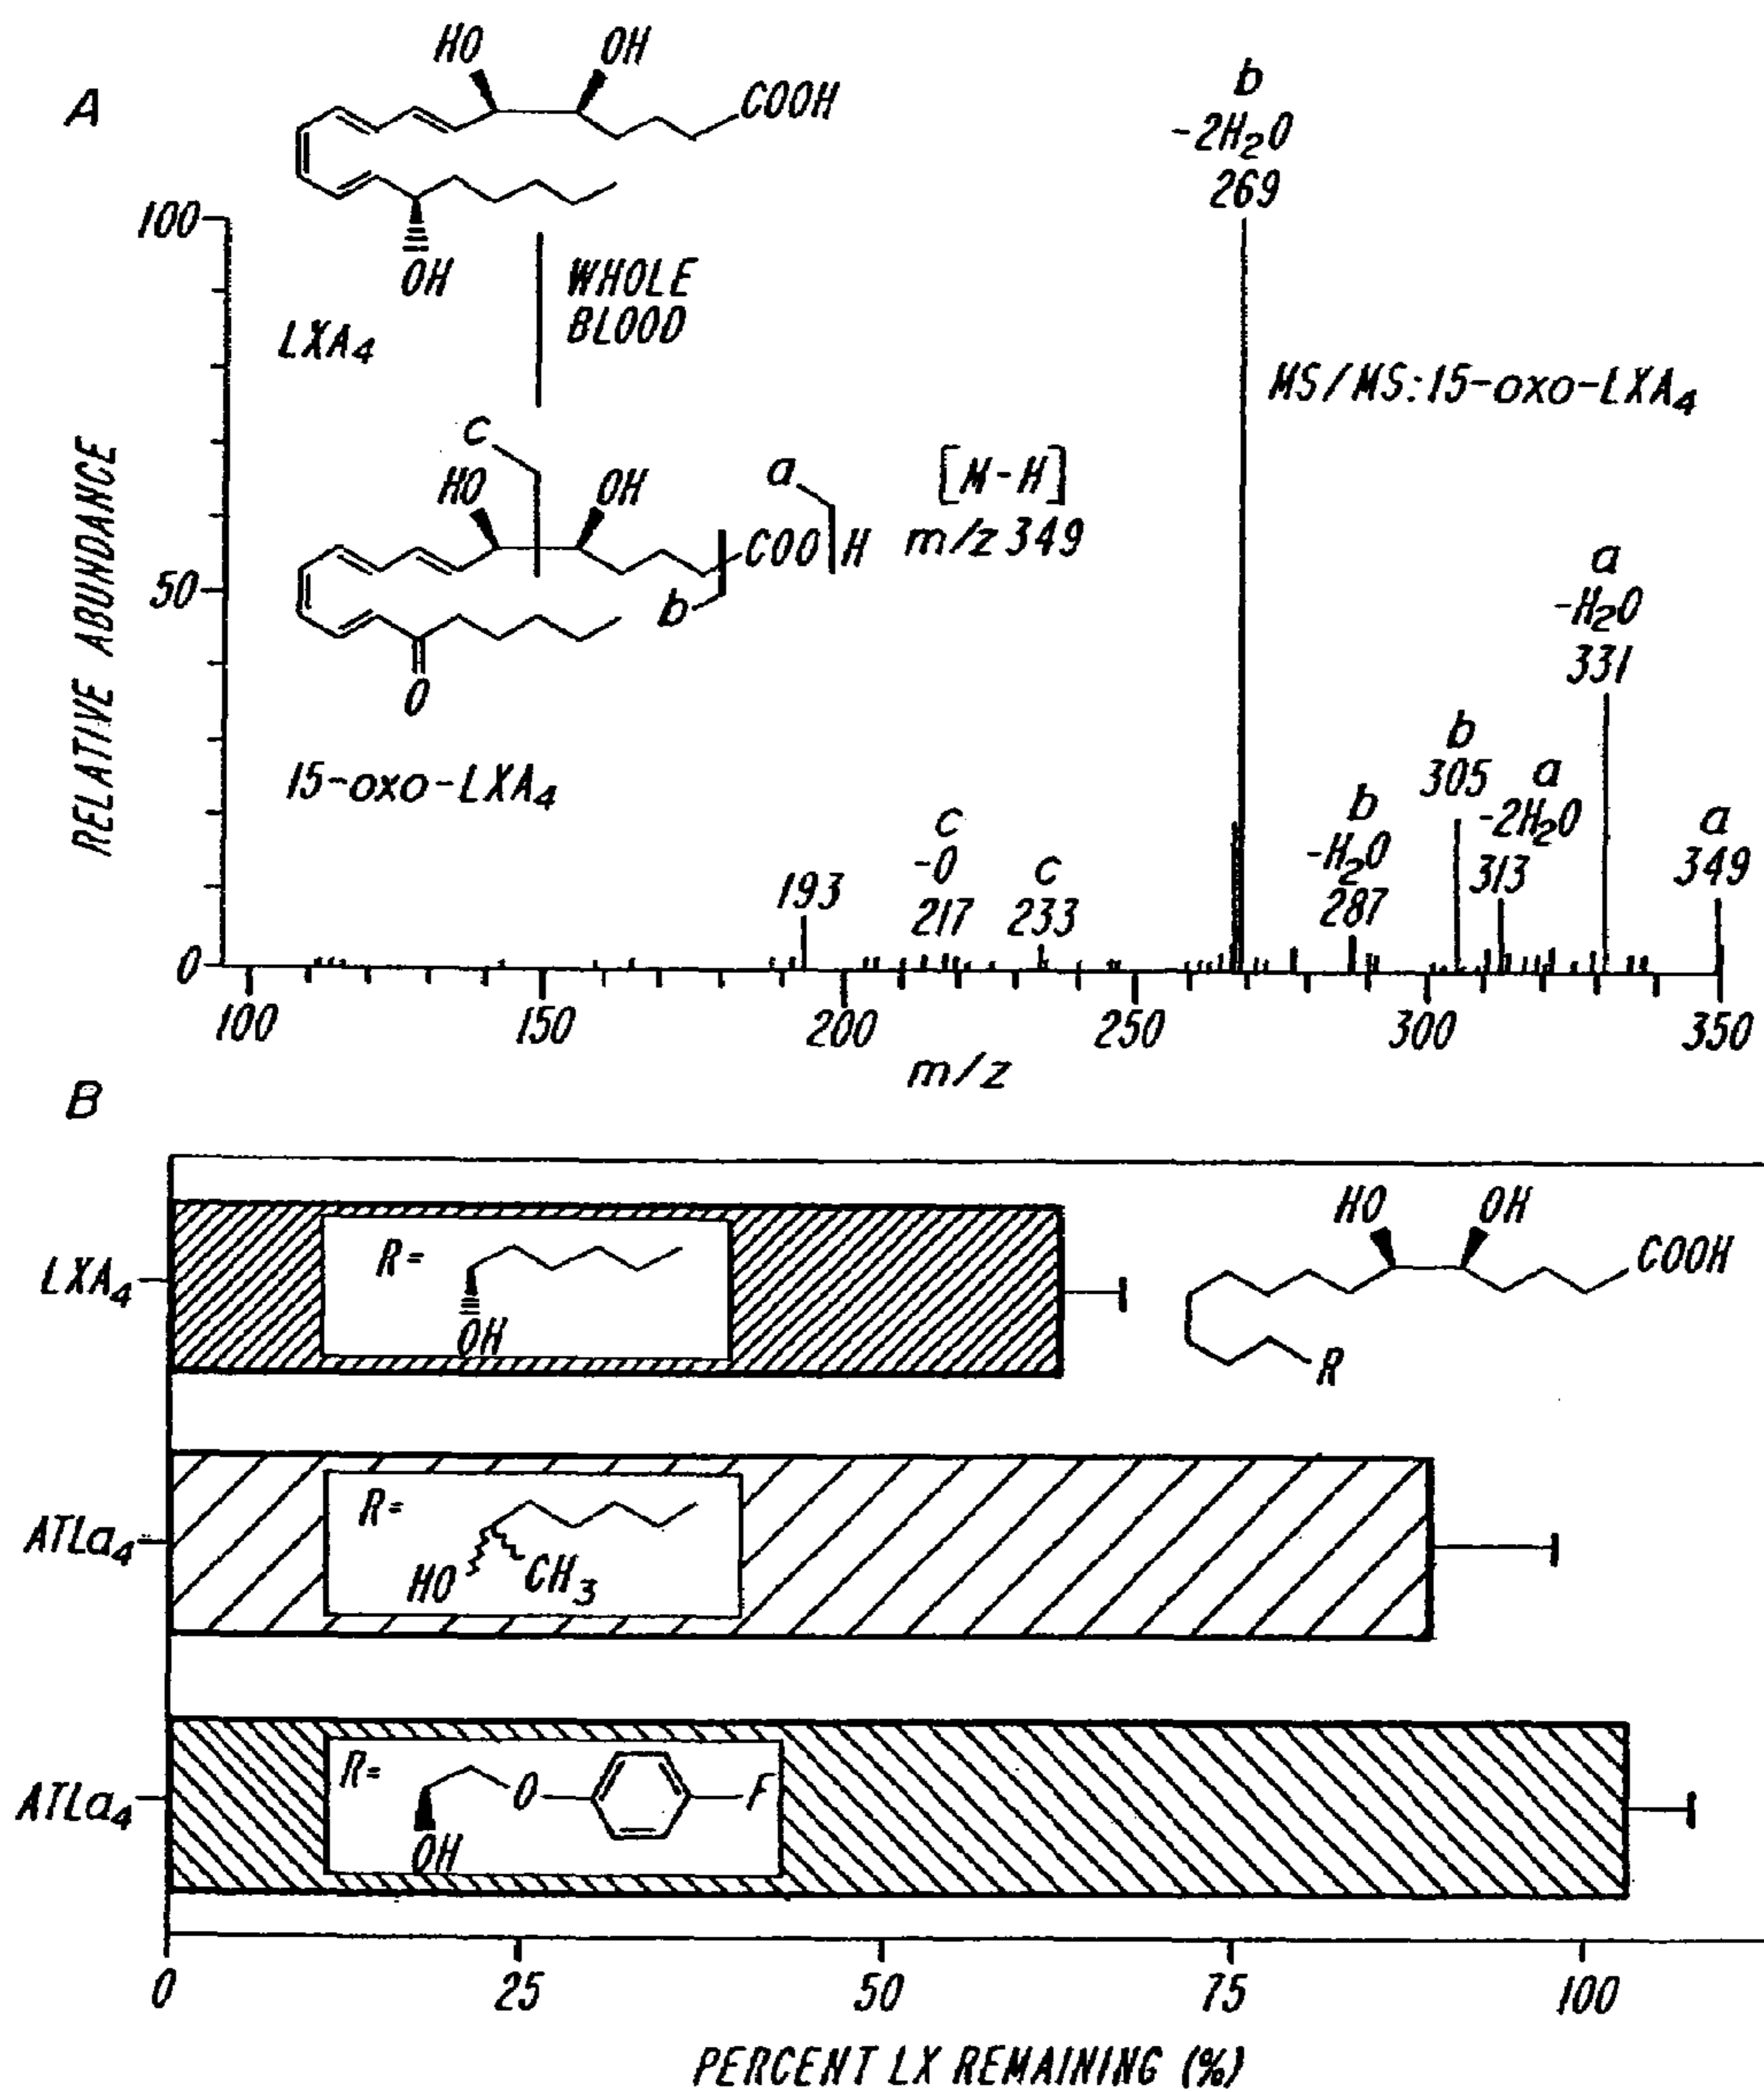 A
HO OH
COOH
OH
LXA4
WHOLE
BLOOD
c
HO OH
a
COO H
b
O
15-oxo-LXA4
[M-H]
m/z 349
MS/MS:15-oxo-LXA4
b
-2H2O
269
a
-H2O
331
b
305
a
-2H2O
313
a
349
b
-H2O
287
c
-O
217
c
233
193
RELATIVE ABUNDANCE
100
50
0
100 150 200 250 300 350
m/z
B
LXA4
R=
OH
HO OH
COOH
R
ATLa4
R=
HO CH3
ATLa4
R=
O F
OH
0 25 50 75 100
PERCENT LX REMAINING (%)